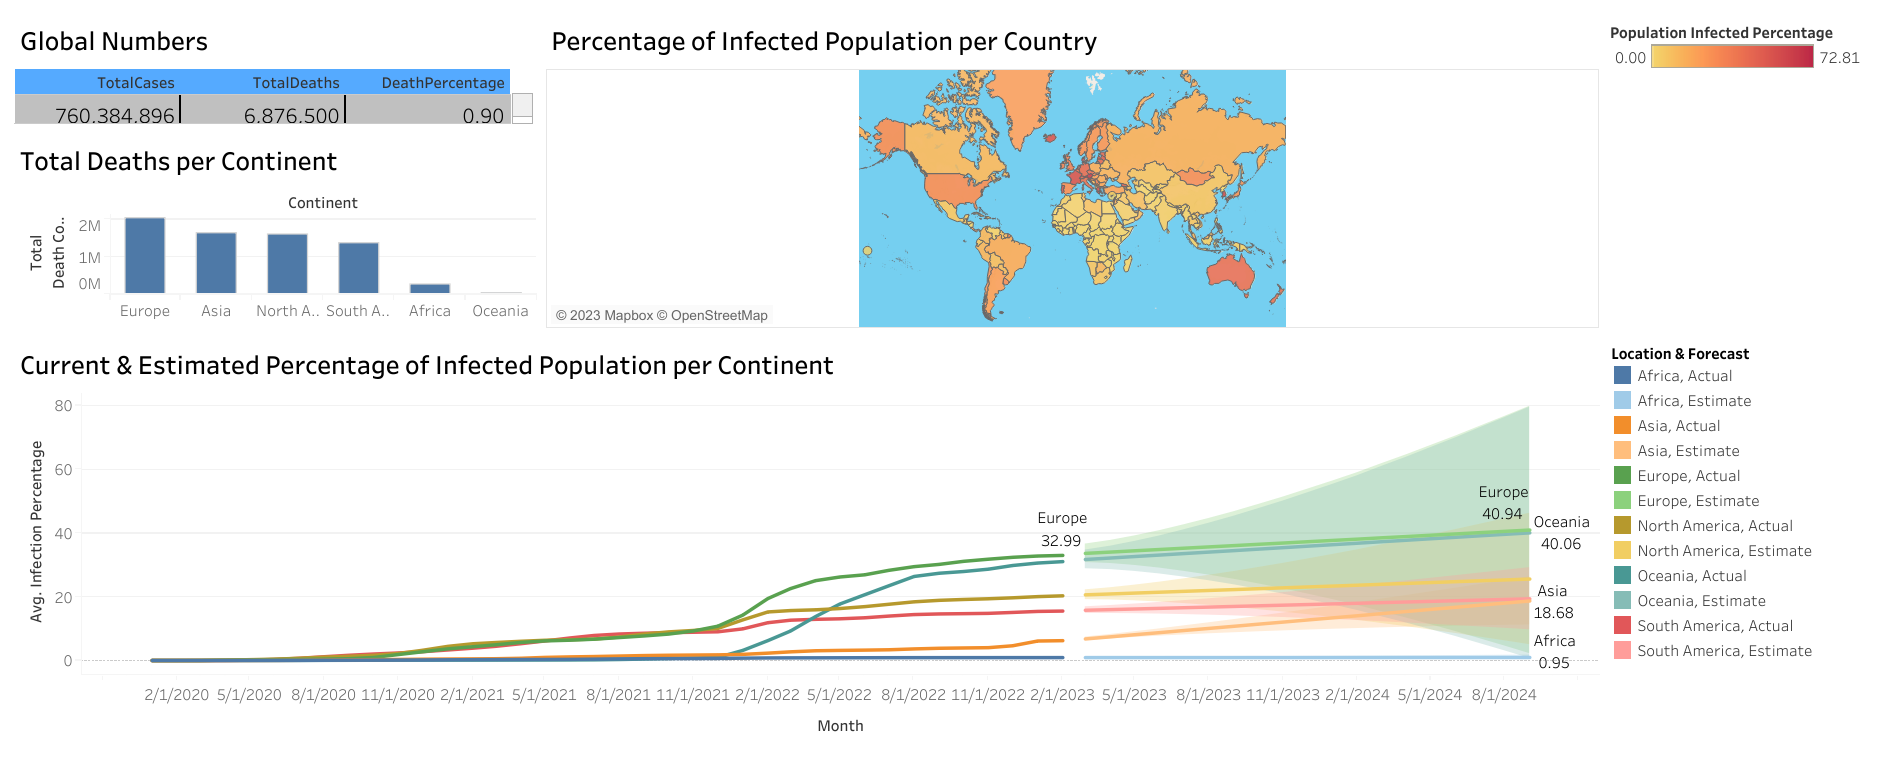 Global Numbers
TotalCases TotalDeaths DeathPercentage
760.384.896 6.876.500 0.90
Total Deaths per Continent
Continent
Total
Death Co..
2M
1M
0M
Europe Asia North A.. South A.. Africa Oceania
Percentage of Infected Population per Country
© 2023 Mapbox © OpenStreetMap
Population Infected Percentage
0.00 72.81
Current & Estimated Percentage of Infected Population per Continent
Avg. Infection Percentage
80
60
40
20
0
Europe
32.99
Europe
40.94
Oceania
40.06
Asia
18.68
Africa
0.95
2/1/2020 5/1/2020 8/1/2020 11/1/2020 2/1/2021 5/1/2021 8/1/2021 11/1/2021 2/1/2022 5/1/2022 8/1/2022 11/1/2022 2/1/2023 5/1/2023 8/1/2023 11/1/2023 2/1/2024 5/1/2024 8/1/2024
Month
Location & Forecast
Africa, Actual
Africa, Estimate
Asia, Actual
Asia, Estimate
Europe, Actual
Europe, Estimate
North America, Actual
North America, Estimate
Oceania, Actual
Oceania, Estimate
South America, Actual
South America, Estimate